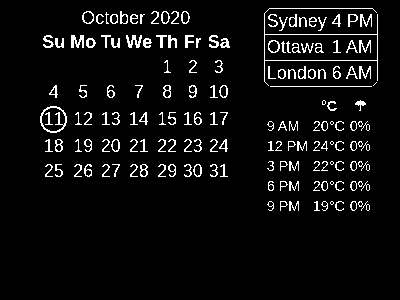 October 2020
Su Mo Tu We Th Fr Sa
1 2 3
4 5 6 7 8 9 10
11 12 13 14 15 16 17
18 19 20 21 22 23 24
25 26 27 28 29 30 31
Sydney 4 PM
Ottawa 1 AM
London 6 AM
°C ☂
9 AM 20°C 0%
12 PM 24°C 0%
3 PM 22°C 0%
6 PM 20°C 0%
9 PM 19°C 0%